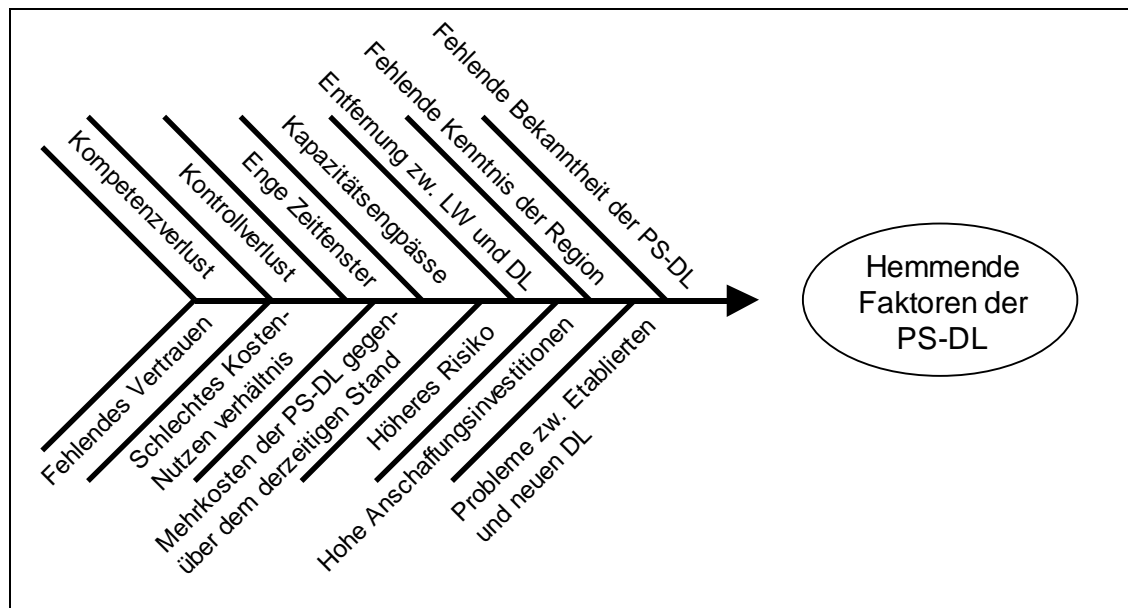 Kompetenzverlust
Kontrollverlust
Enge Zeitfenster
Kapazitätsengpässe
Entfernung zw. LW und DL
Fehlende Kenntnis der Region
Fehlende Bekanntheit der PS-DL
Fehlendes Vertrauen
Schlechtes Kosten-
Nutzen verhältnis
Mehrkosten der PS-DL gegen-
über dem derzeitigen Stand
Höheres Risiko
Hohe Anschaffungsinvestitionen
Probleme zw. Etablierten
und neuen DL
Hemmende
Faktoren der
PS-DL